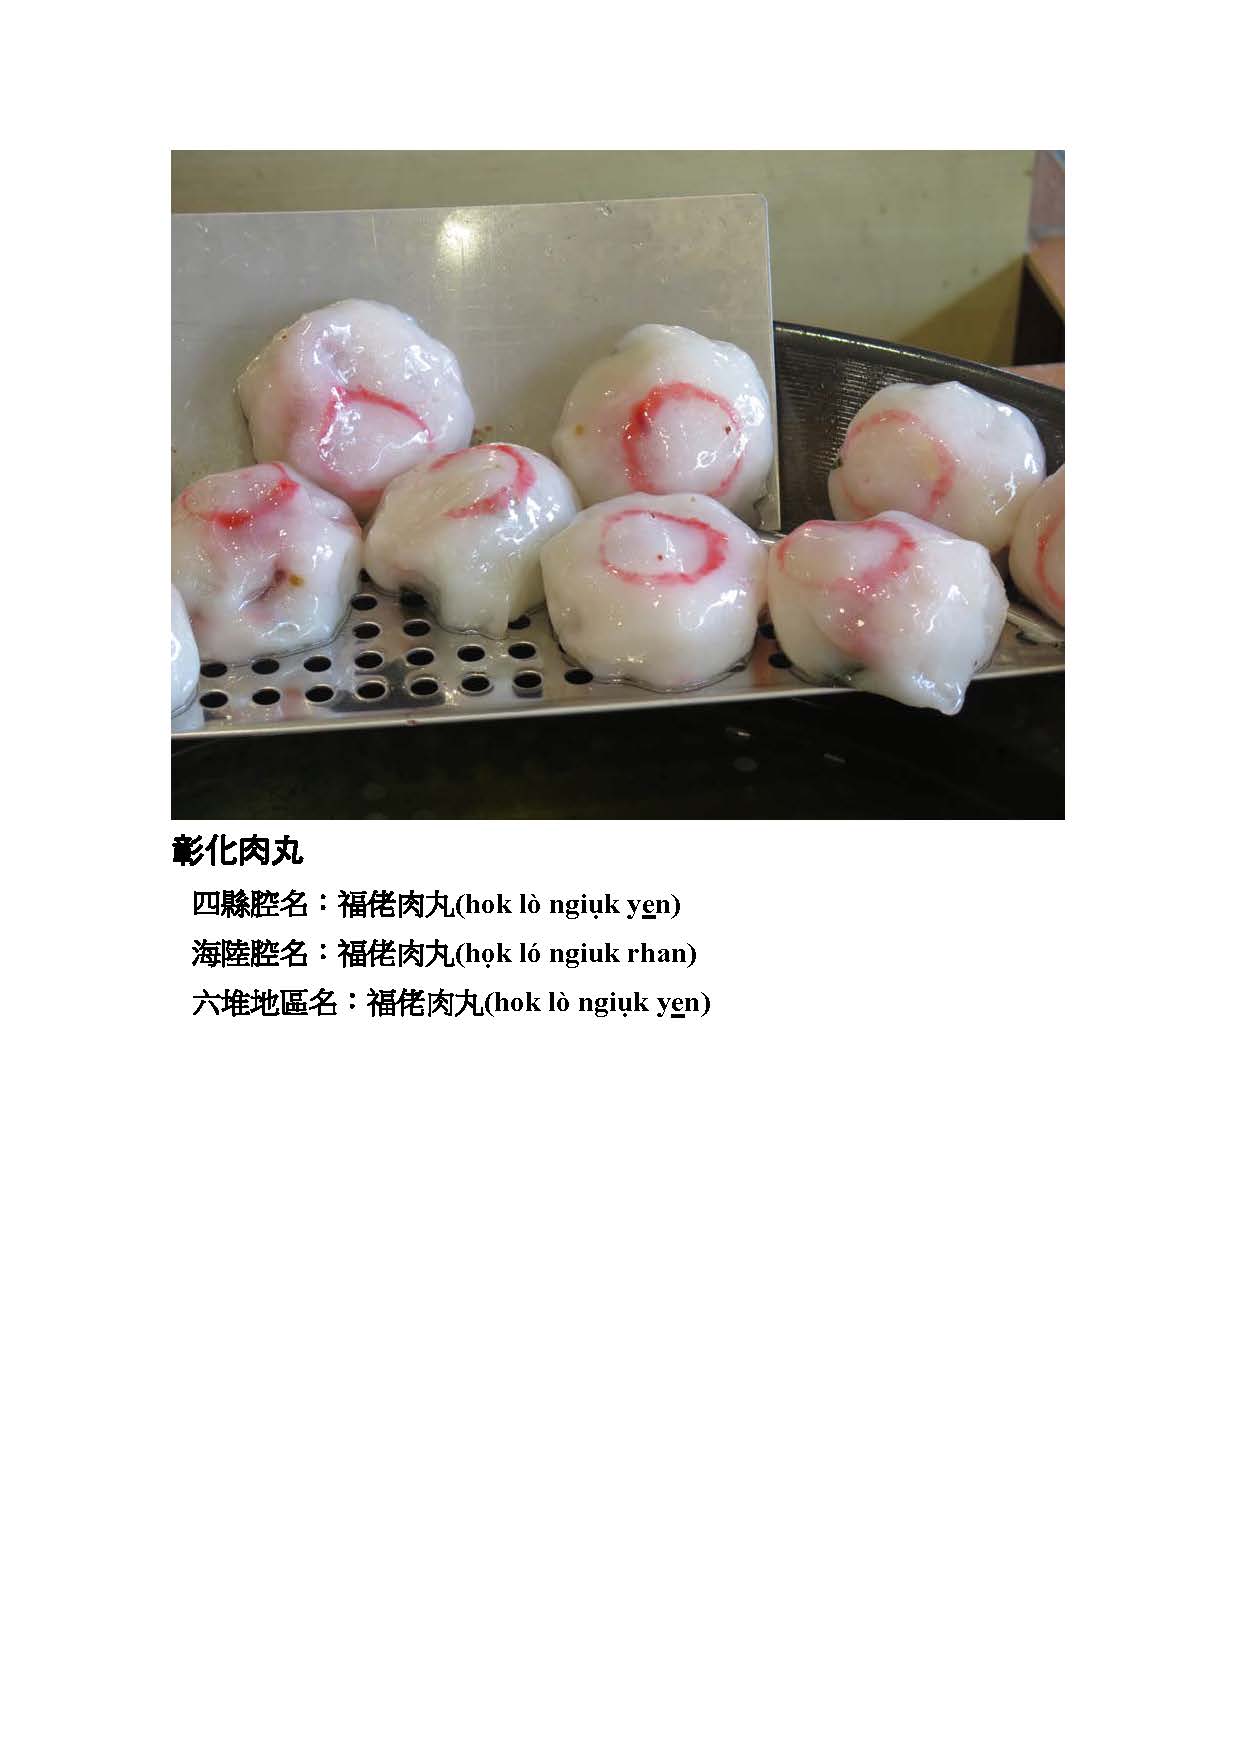 彰化肉丸
四縣腔名：福佬肉丸(hok lò ngiụk ye̲n)
海陸腔名：福佬肉丸(họk ló ngiuk rhan)
六堆地區名：福佬肉丸(hok lò ngiụk ye̲n)